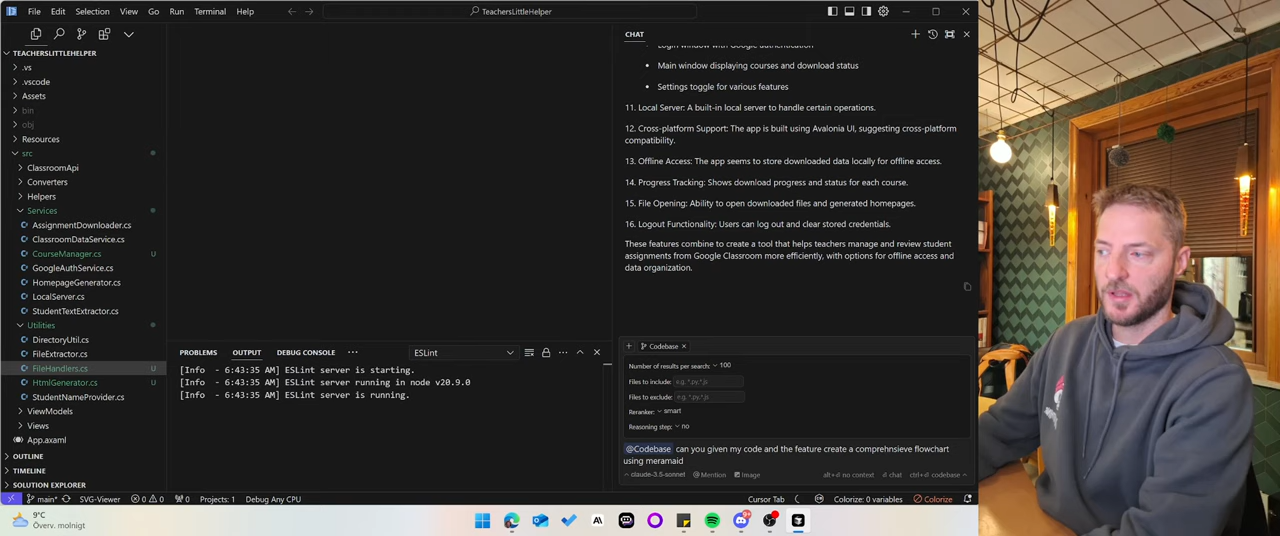 File Edit Selection View Go Run Terminal Help
TeachersLittleHelper
TEACHERSLITTLEHELPER
.vs
.vscode
Assets
bin
obj
Resources
src
ClassroomApi
Converters
Helpers
Services
AssignmentDownloader.cs
ClassroomDataService.cs
CourseManager.cs U
GoogleAuthService.cs
HomepageGenerator.cs
LocalServer.cs
StudentTextExtractor.cs
Utilities
DirectoryUtil.cs
FileExtractor.cs
FileHandlers.cs U
HtmlGenerator.cs U
StudentNameProvider.cs
ViewModels
Views
App.axaml
OUTLINE
TIMELINE
SOLUTION EXPLORER
PROBLEMS OUTPUT DEBUG CONSOLE ... ESLint
[Info - 6:43:35 AM] ESLint server is starting.
[Info - 6:43:35 AM] ESLint server running in node v20.9.0
[Info - 6:43:35 AM] ESLint server is running.
CHAT
Login window with Google authentication
Main window displaying courses and download status
Settings toggle for various features
11. Local Server: A built-in local server to handle certain operations.
12. Cross-platform Support: The app is built using Avalonia UI, suggesting cross-platform
compatibility.
13. Offline Access: The app seems to store downloaded data locally for offline access.
14. Progress Tracking: Shows download progress and status for each course.
15. File Opening: Ability to open downloaded files and generated homepages.
16. Logout Functionality: Users can log out and clear stored credentials.
These features combine to create a tool that helps teachers manage and review student
assignments from Google Classroom more efficiently, with options for offline access and
data organization.
Codebase
Number of results per search: 100
Files to include: e.g. *.py,*.js
Files to exclude: e.g. *.py,*.js
Reranker: smart
Reasoning step: no
@Codebase can you given my code and the feature create a comprehnsieve flowchart
using meramaid
claude-3.5-sonnet @ Mention Image alt+⏎ no context ⏎ chat ctrl+⏎ codebase
main* SVG-Viewer 0 0 0 Projects: 1 Debug Any CPU Cursor Tab Colorize: 0 variables Colorize
9°C
Överv. molnigt
9+